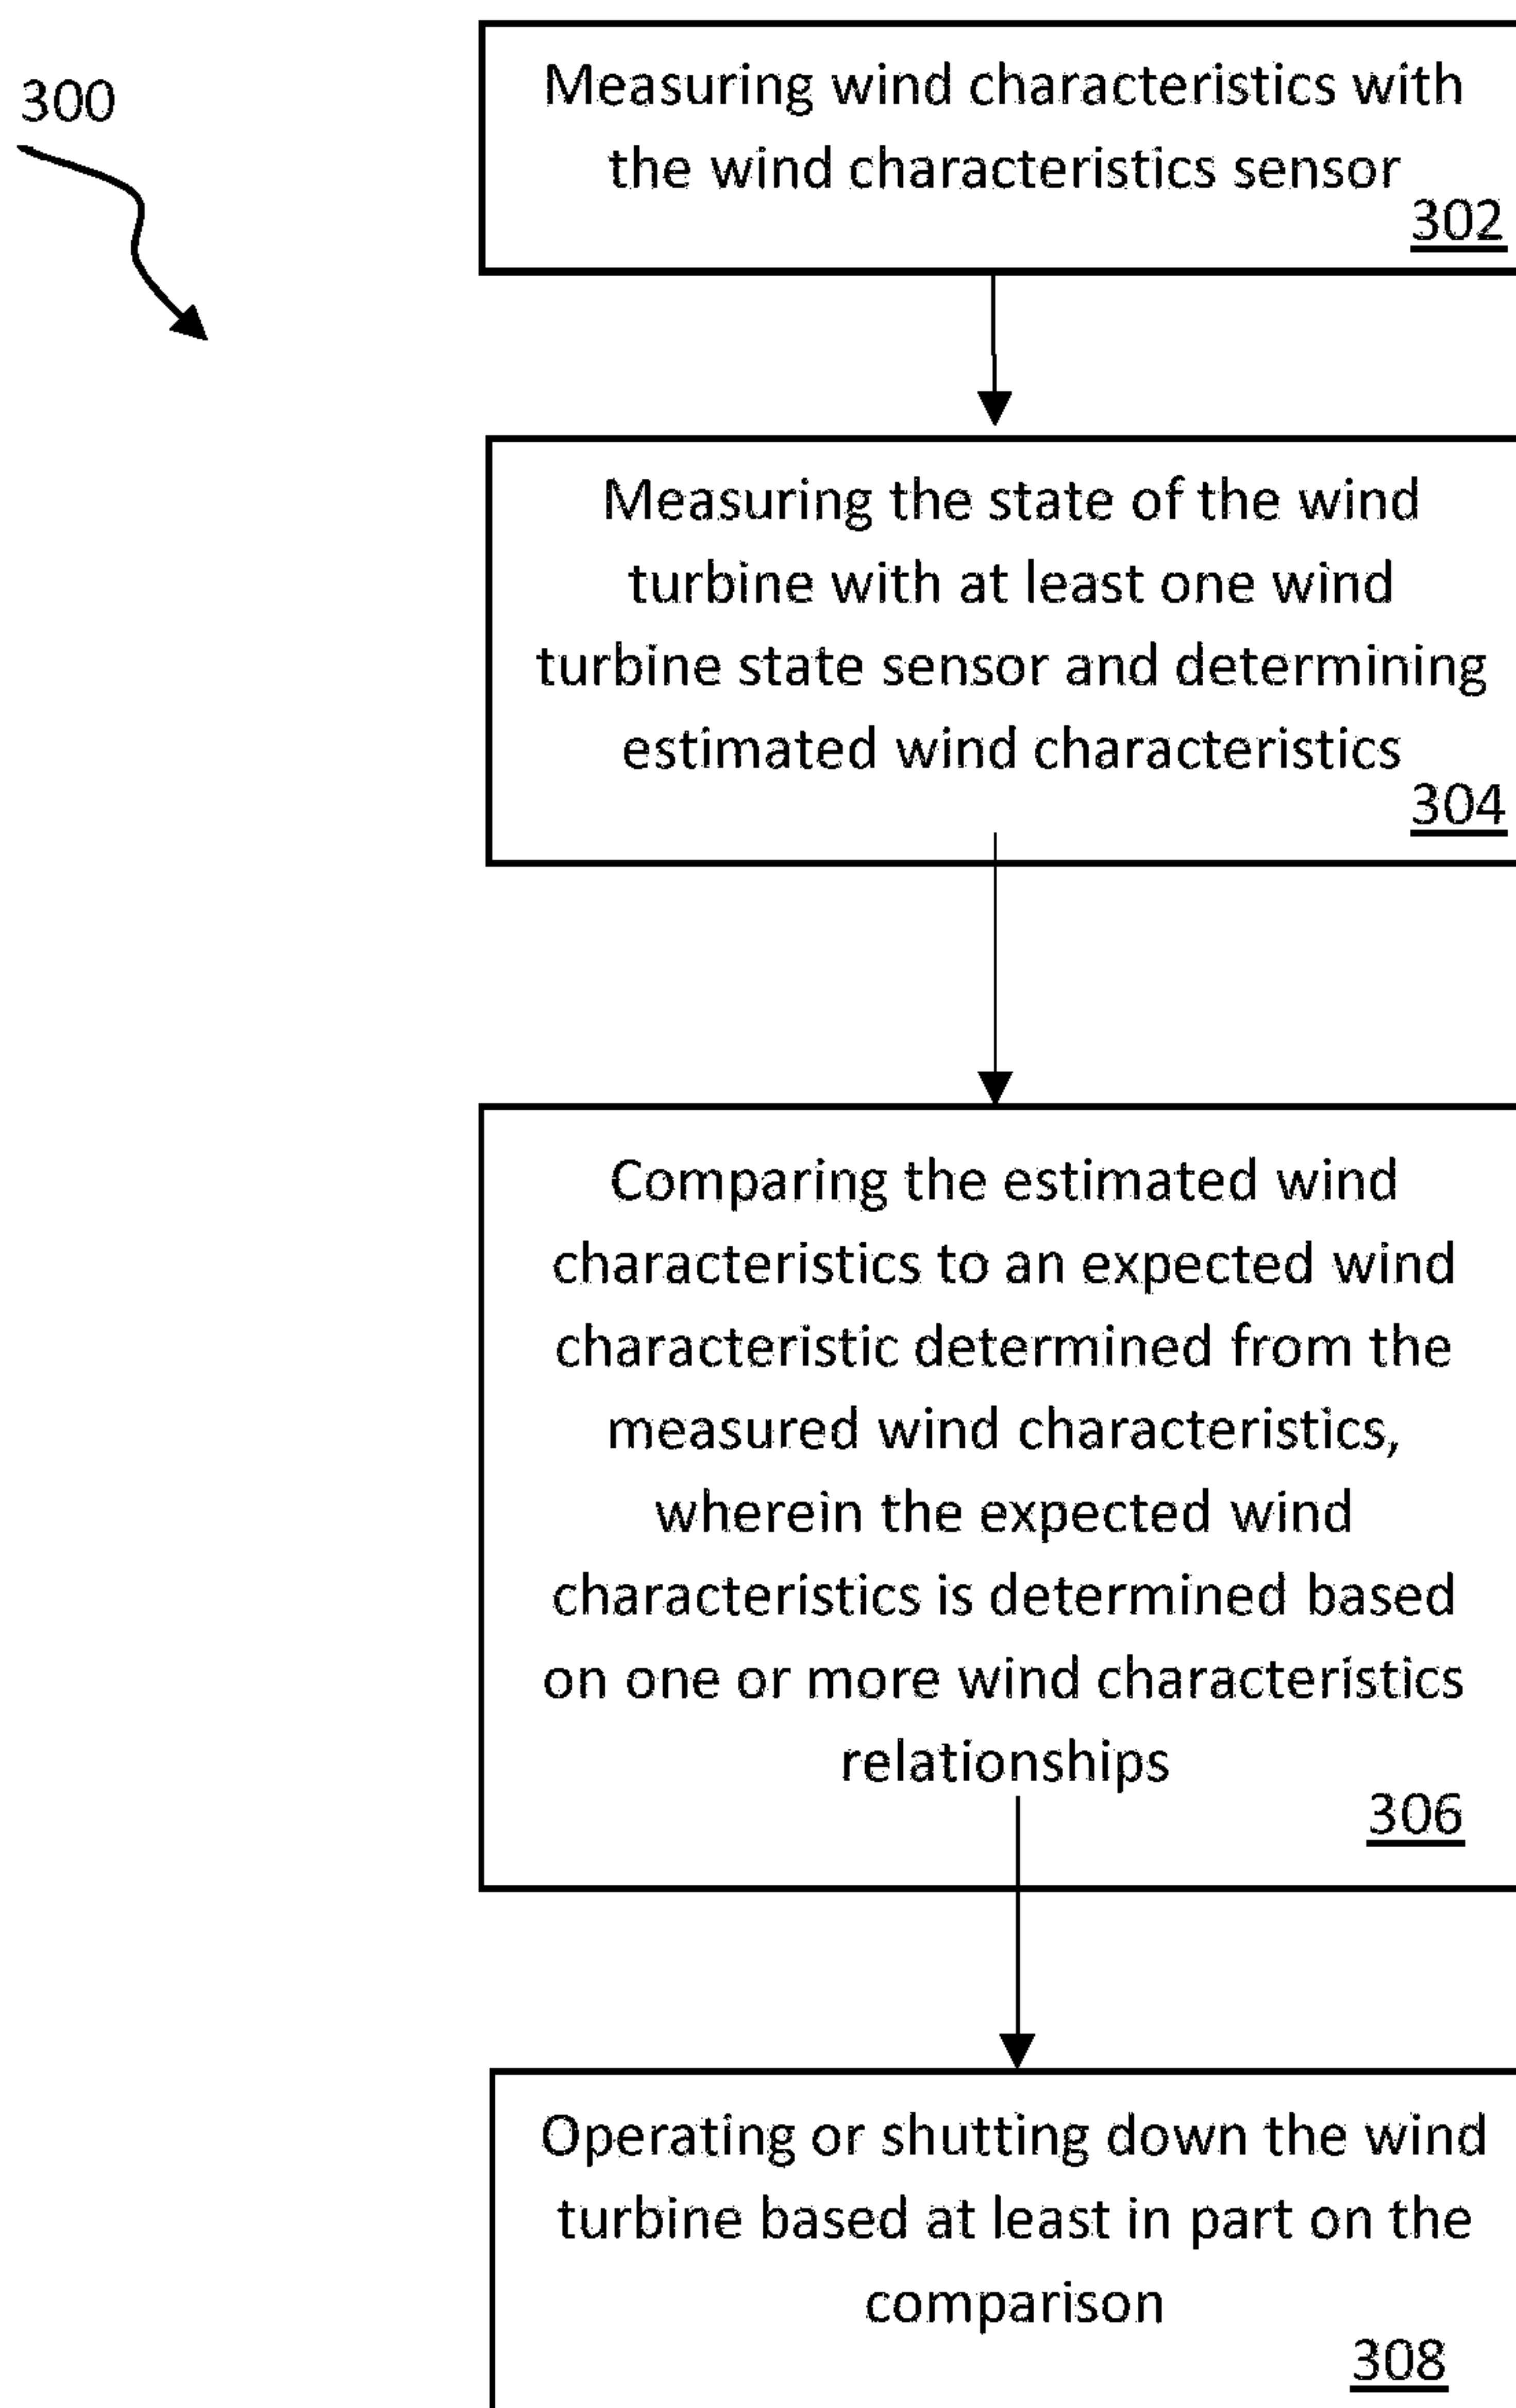 300
Measuring wind characteristics with
the wind characteristics sensor
302
Measuring the state of the wind
turbine with at least one wind
turbine state sensor and determining
estimated wind characteristics
304
Comparing the estimated wind
characteristics to an expected wind
characteristic determined from the
measured wind characteristics,
wherein the expected wind
characteristics is determined based
on one or more wind characteristics
relationships
306
Operating or shutting down the wind
turbine based at least in part on the
comparison
308